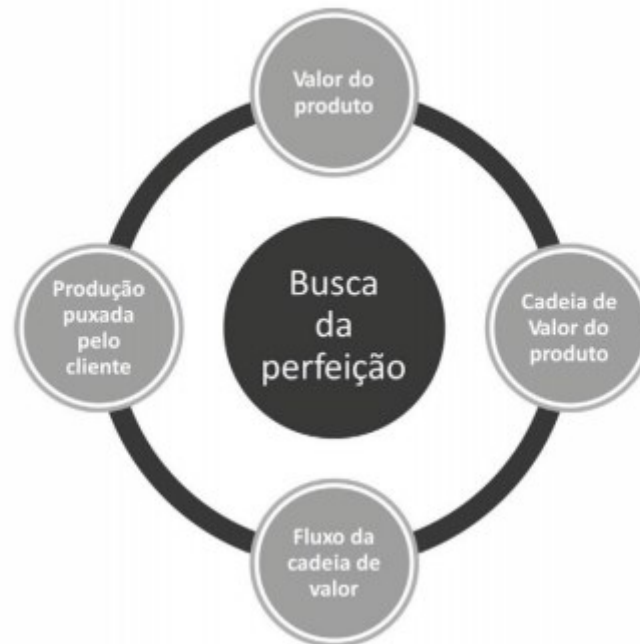 Valor do
produto
Cadeia de
Valor do
produto
Fluxo da
cadeia de
valor
Produção
puxada
pelo
cliente
Busca
da
perfeição